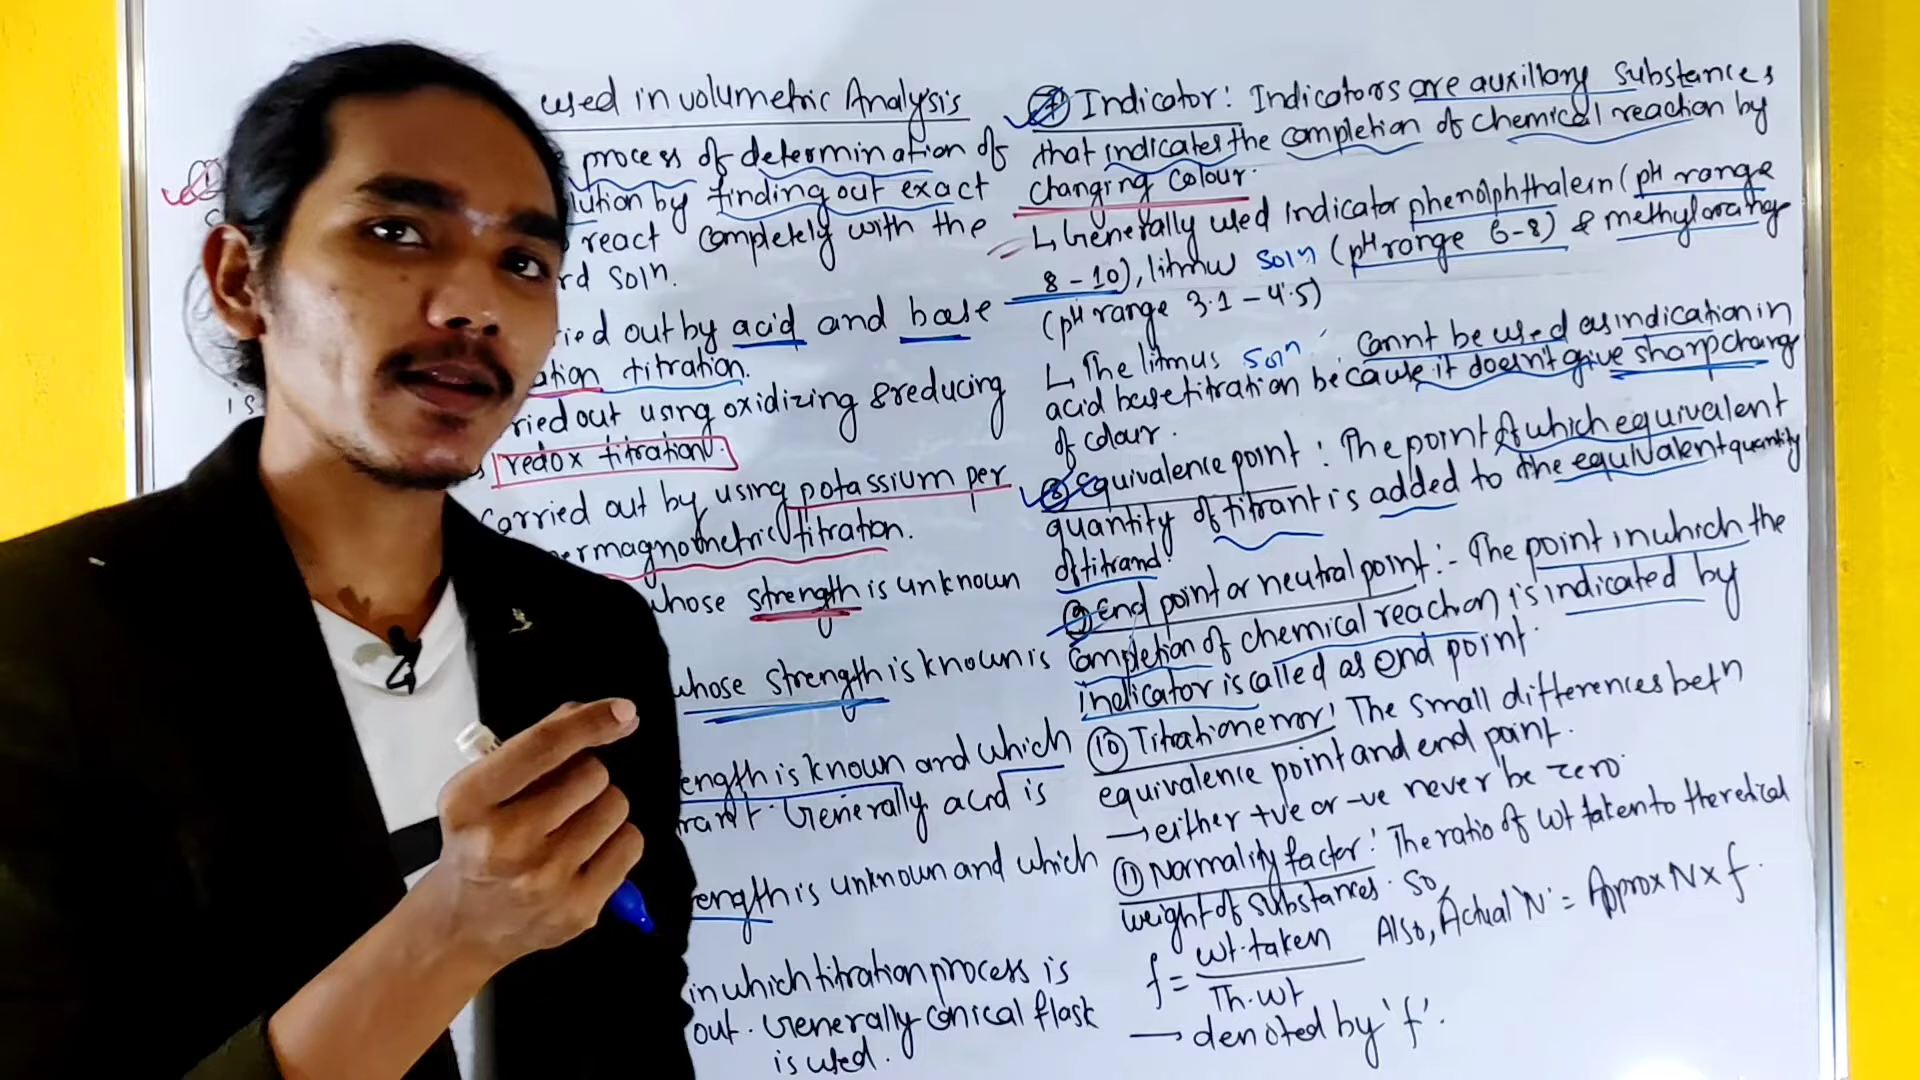 used in volumetric Analysis
process of determination of
lution by finding out exact
react completely with the
rd soln.
ried out by acid and base
ation titration.
ried out using oxidizing & reducing
redox titration.
carried out by using potassium per
ermagnometric titration.
whose strength is unknown
whose strength is known is
ength is known and which
rant. Generally acid is
ength is unknown and which
in which titration process is
out. Generally conical flask
is used.
⑦ Indicator: Indicators are auxillary substances
that indicates the completion of chemical reaction by
changing colour.
↳ Generally used indicator phenolphthalein (pH range
8-10), litmus soln (pH range 6-8) & methyl orange
(pH range 3.1-4.5)
↳ The litmus soln cannt be used as indication in
acid base titration because it doesn't give sharp change
of colour.
⑧ Equivalence point: The point at which equivalent
quantity of titrant is added to the equivalent quantity
of titrand.
⑨ End point or neutral point:- The point in which the
completion of chemical reaction is indicated by
indicator is called as end point.
⑩ Titration error: The small differences betn
equivalence point and end point.
→ either +ve or -ve never be zero.
⑪ Normality factor: The ratio of wt taken to theretical
weight of substances. So,
f = wt. taken / Th. wt
Also, Actual 'N' = Approx N x f.
→ denoted by 'f'.